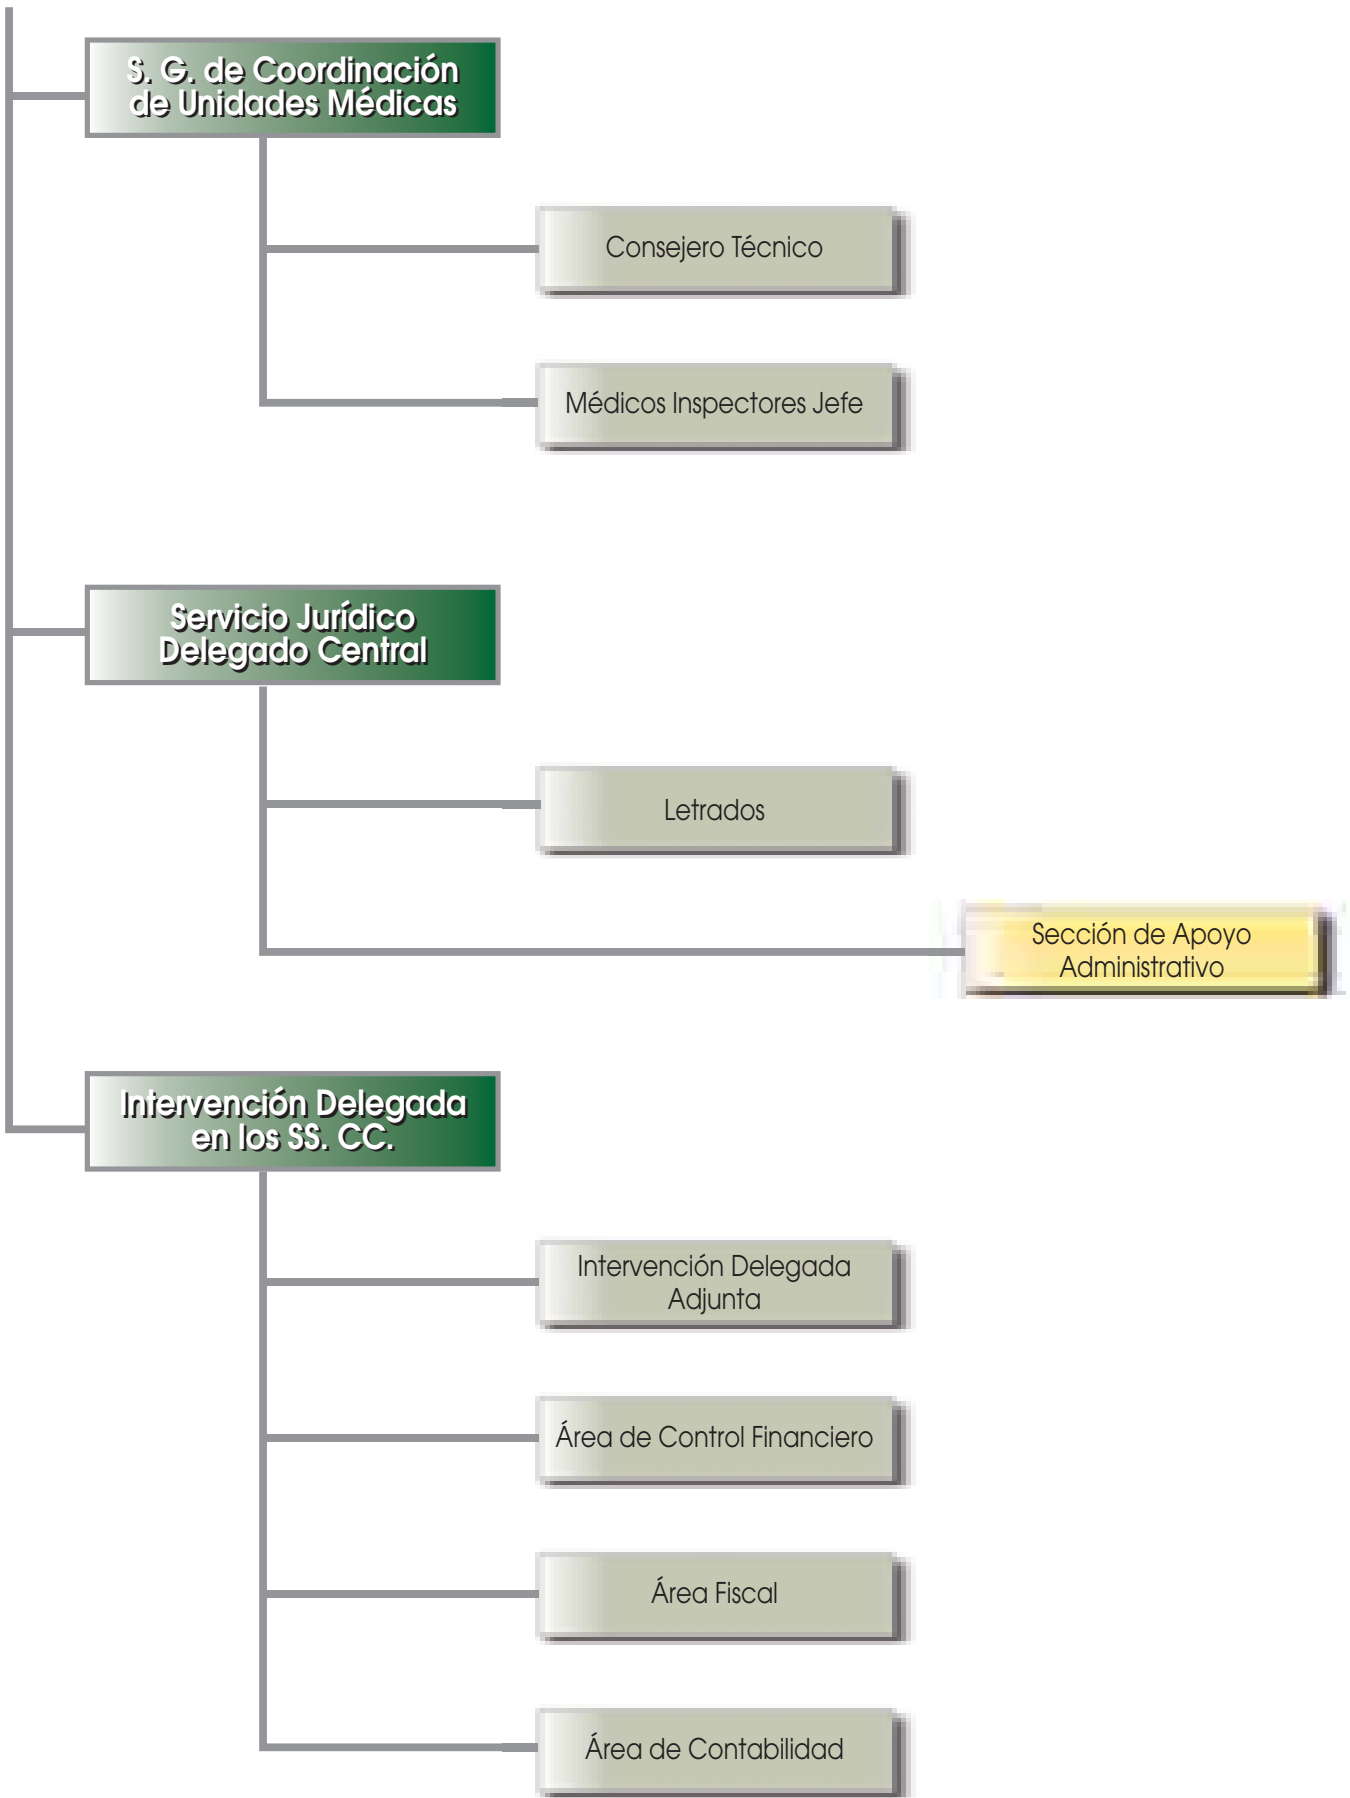 S. G. de Coordinación
de Unidades Médicas
Consejero Técnico
Médicos Inspectores Jefe
Servicio Jurídico
Delegado Central
Letrados
Sección de Apoyo
Administrativo
Intervención Delegada
en los SS. CC.
Intervención Delegada
Adjunta
Área de Control Financiero
Área Fiscal
Área de Contabilidad